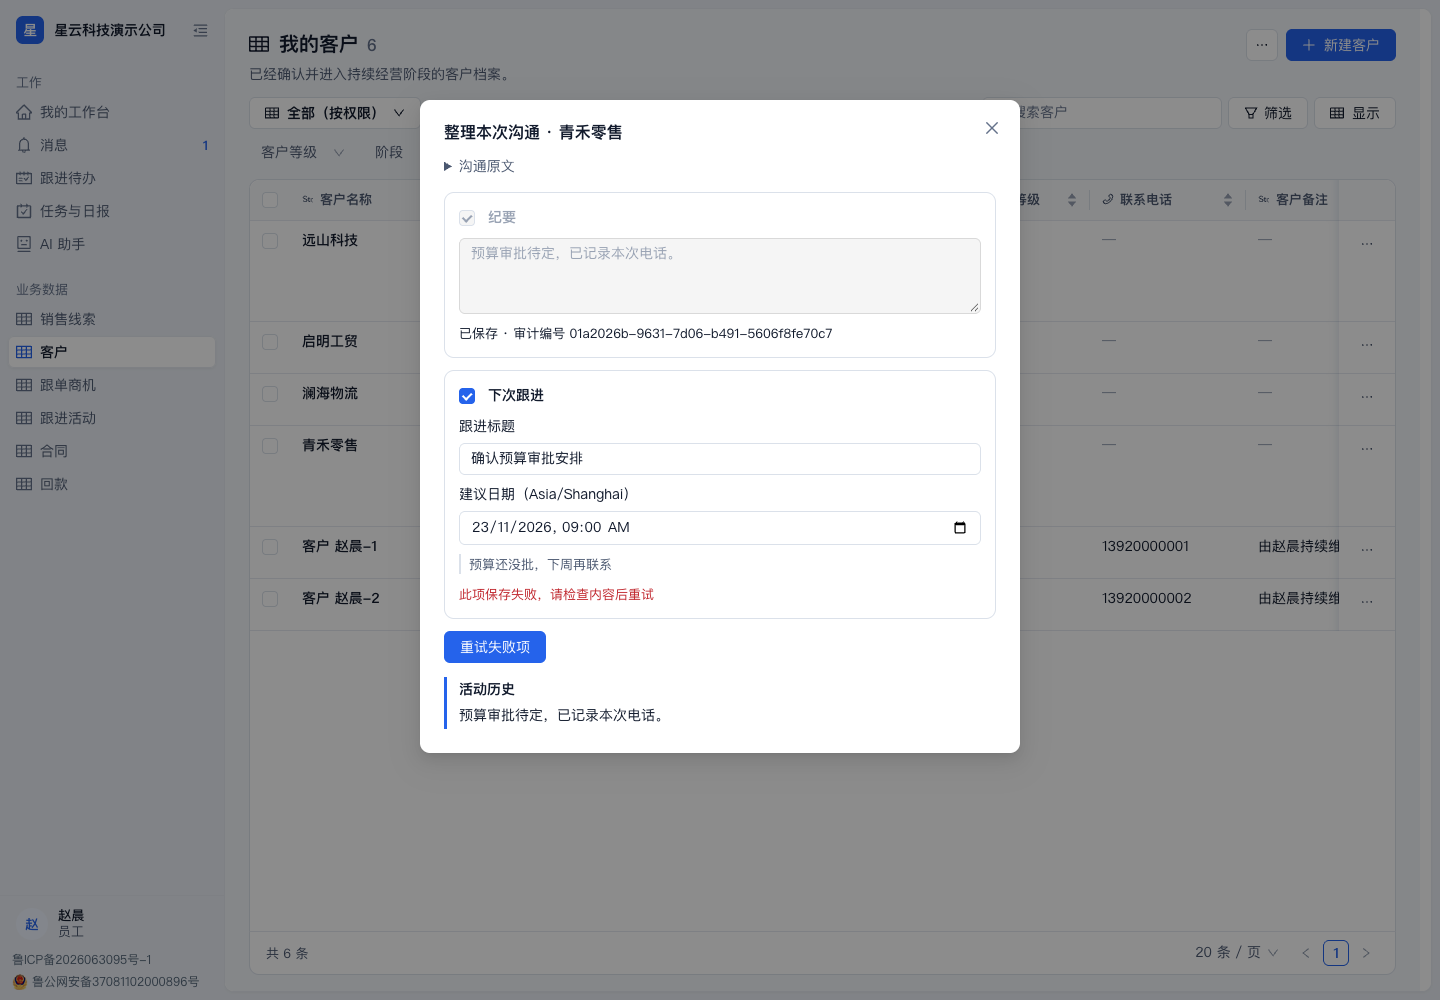 星 星云科技演示公司
工作
我的工作台
消息 1
跟进待办
任务与日报
AI 助手
业务数据
销售线索
客户
跟单商机
跟进活动
合同
回款
赵 赵晨
员工
鲁ICP备2026063095号-1
鲁公网安备37081102000896号
我的客户 6
已经确认并进入持续经营阶段的客户档案。
··· + 新建客户
全部（按权限） 搜索客户 筛选 显示
客户等级 阶段
Str 客户名称 等级 联系电话 Str 客户备注
远山科技 — — ···
启明工贸 — — ···
澜海物流 — — ···
青禾零售 — — ···
客户 赵晨-1 13920000001 由赵晨持续维 ···
客户 赵晨-2 13920000002 由赵晨持续维 ···
共 6 条 20 条 / 页 < 1 >
整理本次沟通 · 青禾零售
沟通原文
纪要
预算审批待定，已记录本次电话。
已保存 · 审计编号 01a2026b-9631-7d06-b491-5606f8fe70c7
下次跟进
跟进标题
确认预算审批安排
建议日期（Asia/Shanghai）
23/11/2026, 09:00 AM
预算还没批，下周再联系
此项保存失败，请检查内容后重试
重试失败项
活动历史
预算审批待定，已记录本次电话。